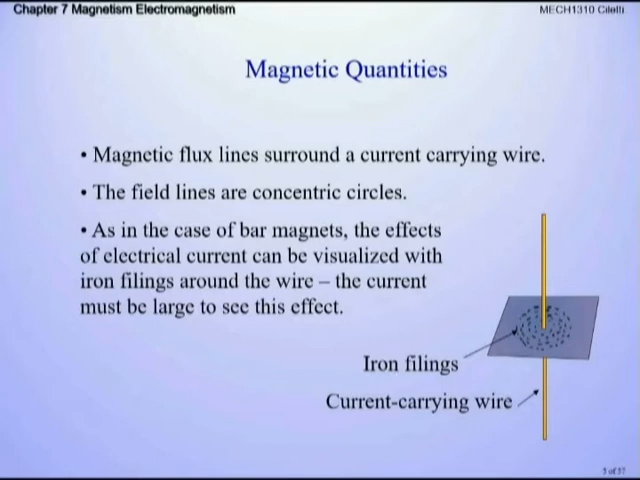 Chapter 7 Magnetism Electromagnetism
MECH1310 Ciletti
Magnetic Quantities
• Magnetic flux lines surround a current carrying wire.
• The field lines are concentric circles.
• As in the case of bar magnets, the effects
of electrical current can be visualized with
iron filings around the wire – the current
must be large to see this effect.
Iron filings
Current-carrying wire
5 of 37